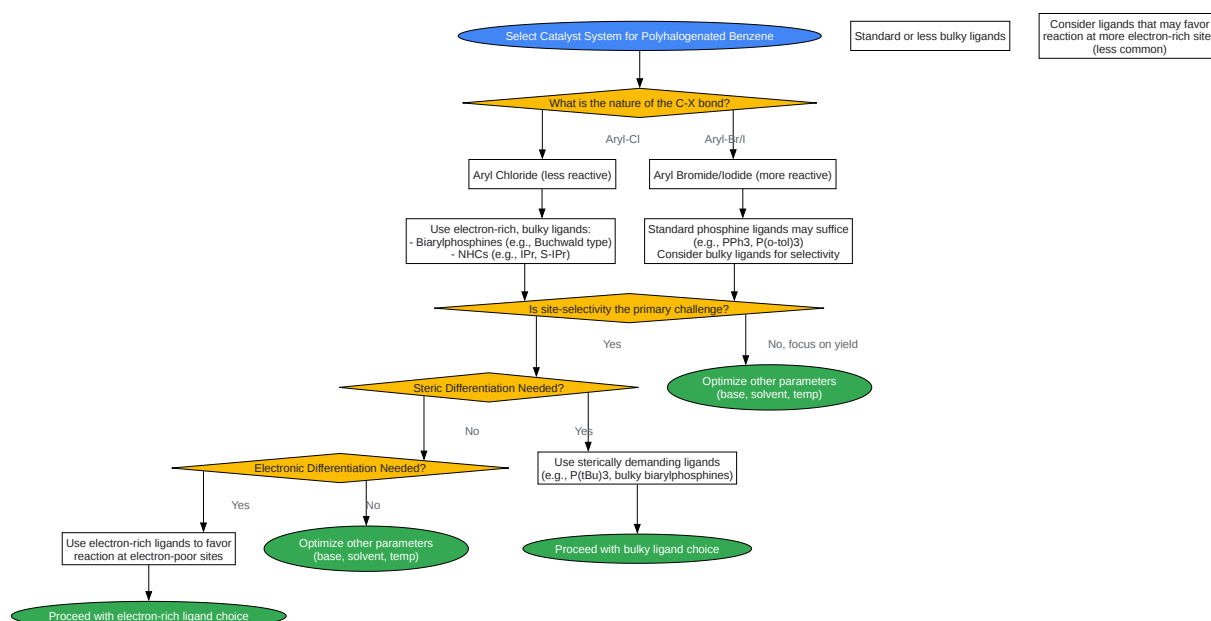 Select Catalyst System for Polyhalogenated Benzene
Standard or less bulky ligands
Consider ligands that may favor
reaction at more electron-rich site
(less common)
What is the nature of the C-X bond?
Aryl-Cl
Aryl-Br/I
Aryl Chloride (less reactive)
Aryl Bromide/Iodide (more reactive)
Use electron-rich, bulky ligands:
- Biarylphosphines (e.g., Buchwald type)
- NHCs (e.g., IPr, S-IPr)
Standard phosphine ligands may suffice
(e.g., PPh3, P(o-tol)3)
Consider bulky ligands for selectivity
Is site-selectivity the primary challenge?
Yes
No, focus on yield
Steric Differentiation Needed?
Optimize other parameters
(base, solvent, temp)
No
Yes
Electronic Differentiation Needed?
Use sterically demanding ligands
(e.g., P(tBu)3, bulky biarylphosphines)
Yes
No
Use electron-rich ligands to favor
reaction at electron-poor sites
Optimize other parameters
(base, solvent, temp)
Proceed with bulky ligand choice
Proceed with electron-rich ligand choice